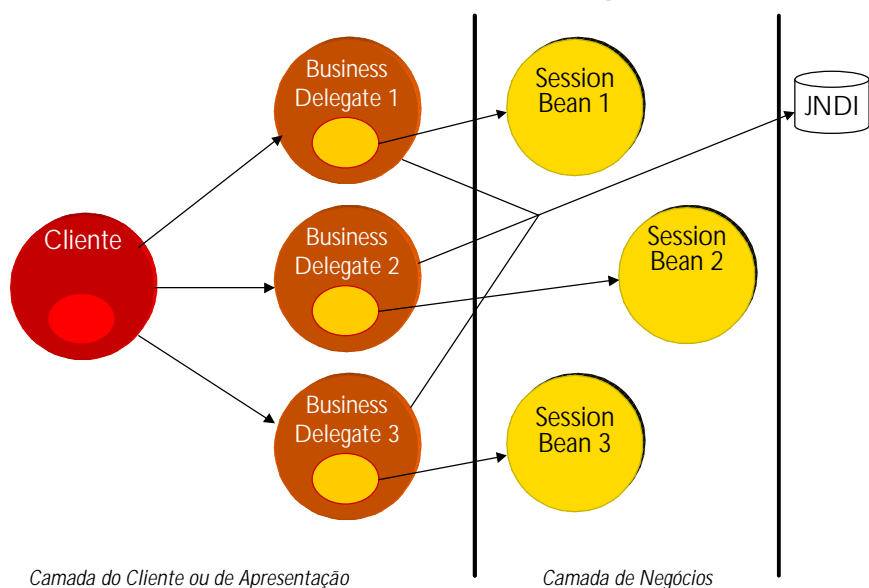 Business
Delegate 1
Session
Bean 1
JNDI
Cliente
Business
Delegate 2
Session
Bean 2
Business
Delegate 3
Session
Bean 3
Camada do Cliente ou de Apresentação
Camada de Negócios